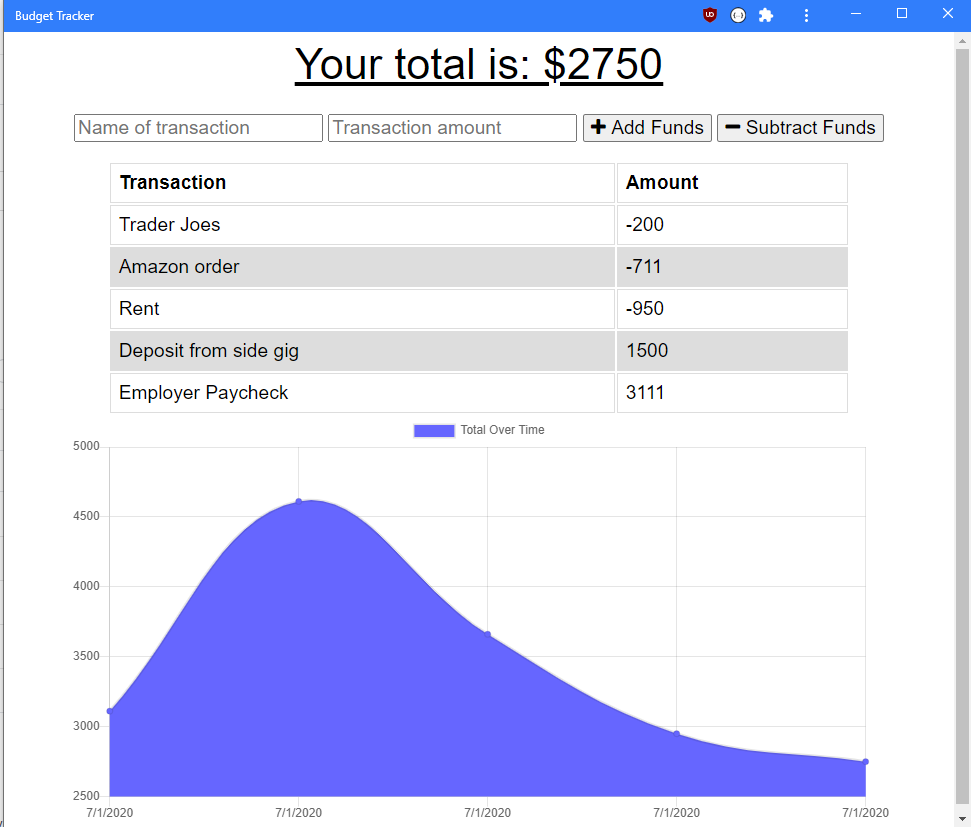 Budget Tracker
Your total is: $2750
Name of transaction Transaction amount + Add Funds − Subtract Funds
Transaction Amount
Trader Joes -200
Amazon order -711
Rent -950
Deposit from side gig 1500
Employer Paycheck 3111
Total Over Time
5000
4500
4000
3500
3000
2500
7/1/2020 7/1/2020 7/1/2020 7/1/2020 7/1/2020